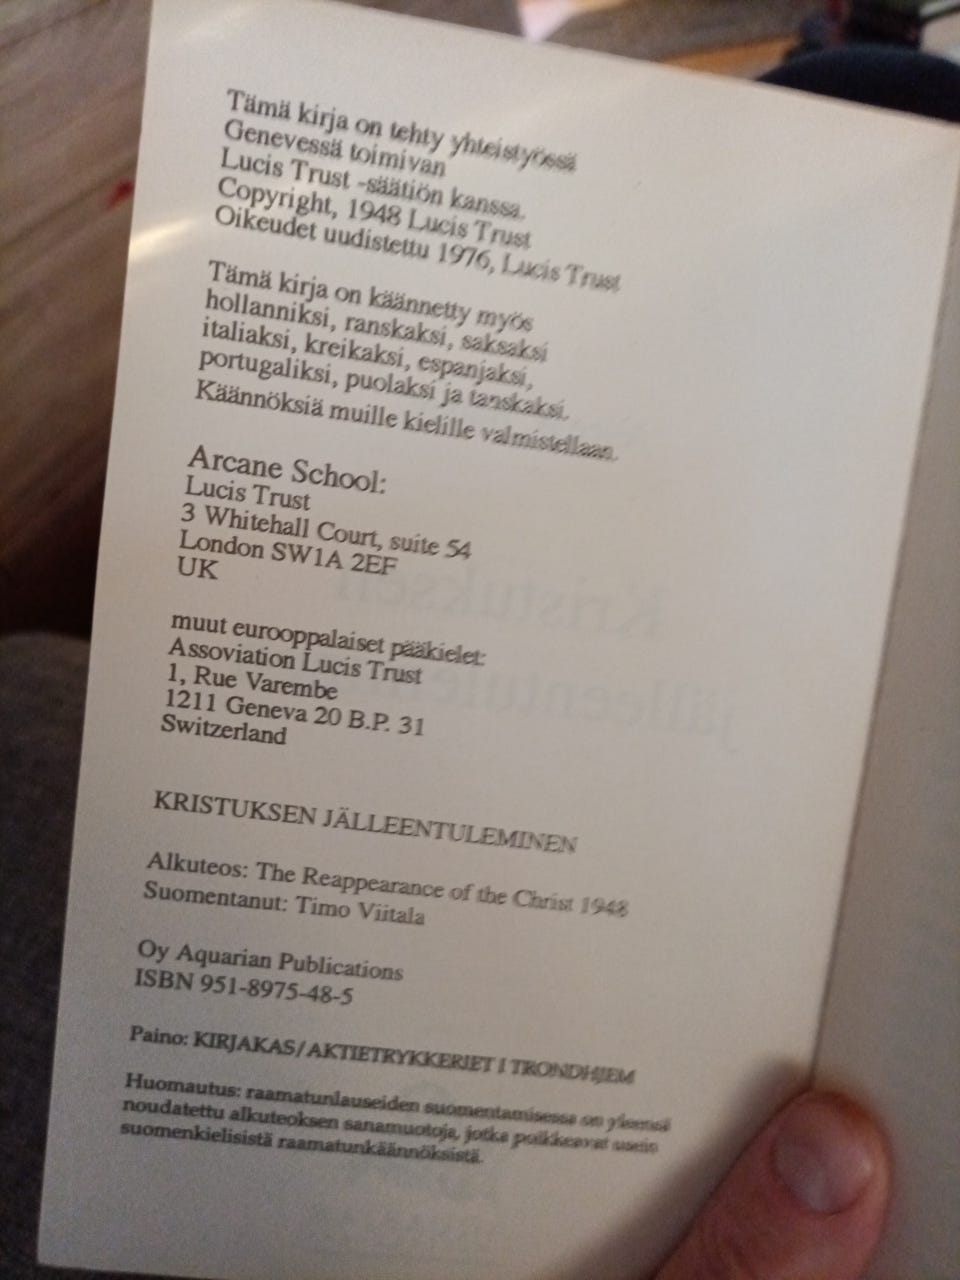 Tämä kirja on tehty yhteistyössä
Genevessä toimivan
Lucis Trust -säätiön kanssa.
Copyright, 1948 Lucis Trust
Oikeudet uudistettu 1976, Lucis Trust
Tämä kirja on käännetty myös
hollanniksi, ranskaksi, saksaksi
italiaksi, kreikaksi, espanjaksi,
portugaliksi, puolaksi ja tanskaksi.
Käännöksiä muille kielille valmistellaan.
Arcane School:
Lucis Trust
3 Whitehall Court, suite 54
London SW1A 2EF
UK
muut eurooppalaiset pääkielet:
Assoviation Lucis Trust
1, Rue Varembe
1211 Geneva 20 B.P. 31
Switzerland
KRISTUKSEN JÄLLEENTULEMINEN
Alkuteos: The Reappearance of the Christ 1948
Suomentanut: Timo Viitala
Oy Aquarian Publications
ISBN 951-8975-48-5
Paino: KIRJAKAS/AKTIETRYKKERIET I TRONDHJEM
Huomautus: raamatunlauseiden suomentamisessa on yleensä
noudatettu alkuteoksen sanamuotoja, jotka poikkeavat usein
suomenkielisistä raamatunkäännöksistä.